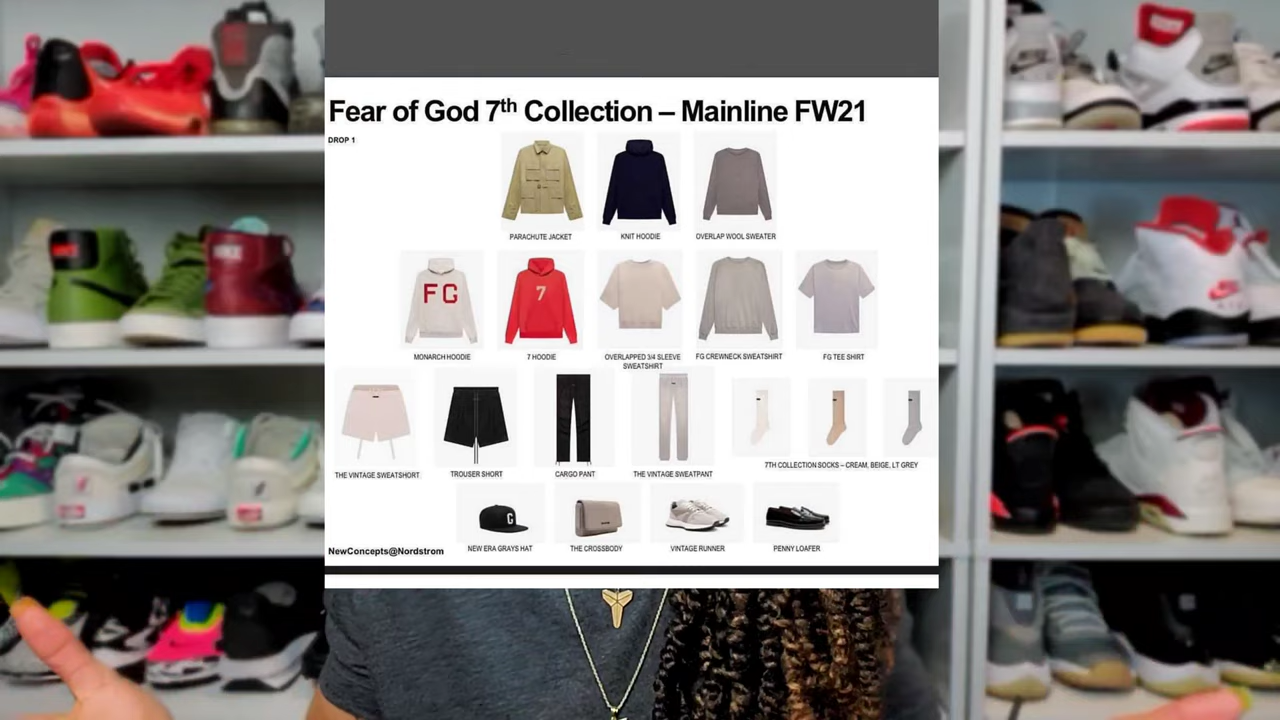 Fear of God 7th Collection – Mainline FW21
DROP 1
PARACHUTE JACKET
KNIT HOODIE
OVERLAP WOOL SWEATER
FG
7
MONARCH HOODIE
7 HOODIE
OVERLAPPED 3/4 SLEEVE
SWEATSHIRT
FG CREWNECK SWEATSHIRT
FG TEE SHIRT
THE VINTAGE SWEATSHORT
TROUSER SHORT
CARGO PANT
THE VINTAGE SWEATPANT
7TH COLLECTION SOCKS – CREAM, BEIGE, LT GREY
G
NewConcepts@Nordstrom
NEW ERA GRAYS HAT
THE CROSSBODY
VINTAGE RUNNER
PENNY LOAFER